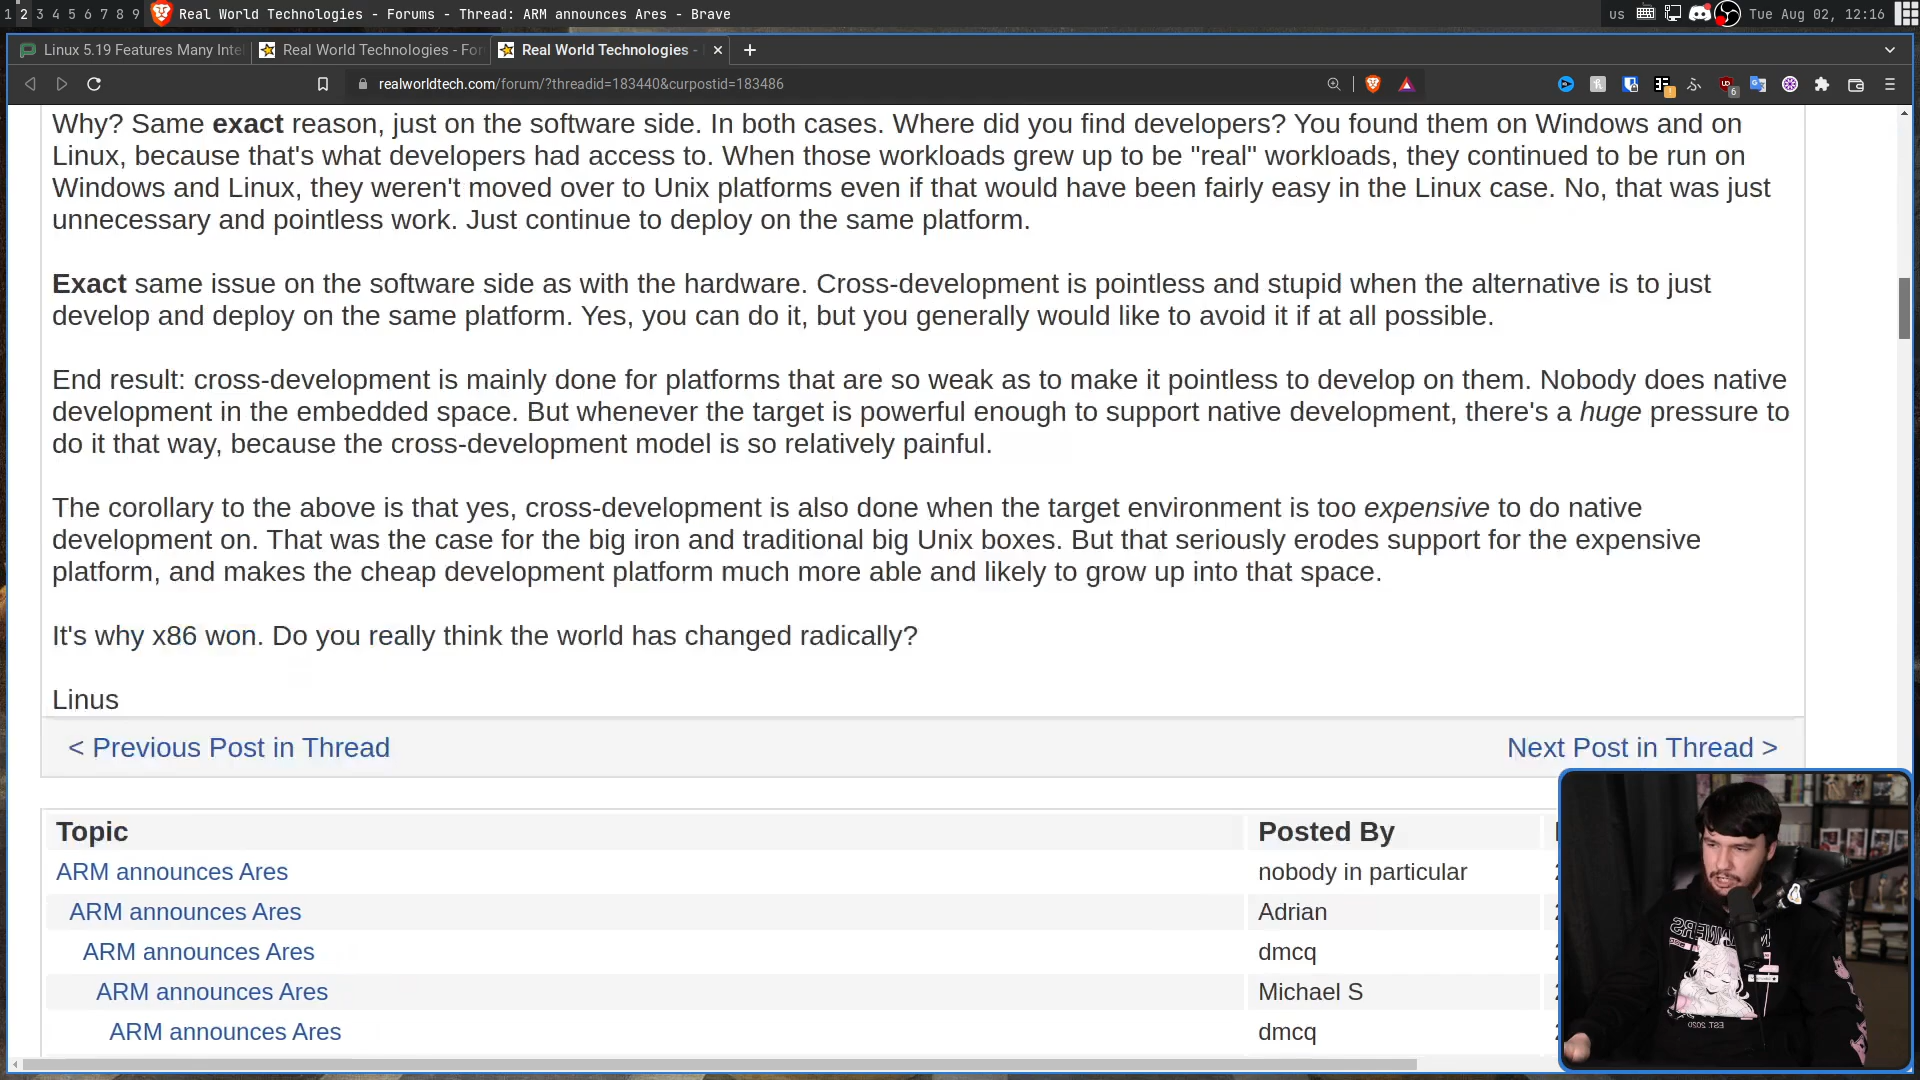 1 2 3 4 5 6 7 8 9 Real World Technologies - Forums - Thread: ARM announces Ares - Brave
us Tue Aug 02, 12:16
Linux 5.19 Features Many Inte
Real World Technologies - For
Real World Technologies -
realworldtech.com/forum/?threadid=183440&curpostid=183486
Why? Same exact reason, just on the software side. In both cases. Where did you find developers? You found them on Windows and on
Linux, because that's what developers had access to. When those workloads grew up to be "real" workloads, they continued to be run on
Windows and Linux, they weren't moved over to Unix platforms even if that would have been fairly easy in the Linux case. No, that was just
unnecessary and pointless work. Just continue to deploy on the same platform.
Exact same issue on the software side as with the hardware. Cross-development is pointless and stupid when the alternative is to just
develop and deploy on the same platform. Yes, you can do it, but you generally would like to avoid it if at all possible.
End result: cross-development is mainly done for platforms that are so weak as to make it pointless to develop on them. Nobody does native
development in the embedded space. But whenever the target is powerful enough to support native development, there's a huge pressure to
do it that way, because the cross-development model is so relatively painful.
The corollary to the above is that yes, cross-development is also done when the target environment is too expensive to do native
development on. That was the case for the big iron and traditional big Unix boxes. But that seriously erodes support for the expensive
platform, and makes the cheap development platform much more able and likely to grow up into that space.
It's why x86 won. Do you really think the world has changed radically?
Linus
< Previous Post in Thread
Next Post in Thread >
Topic
Posted By
ARM announces Ares
nobody in particular
ARM announces Ares
Adrian
ARM announces Ares
dmcq
ARM announces Ares
Michael S
ARM announces Ares
dmcq
EST. 2020